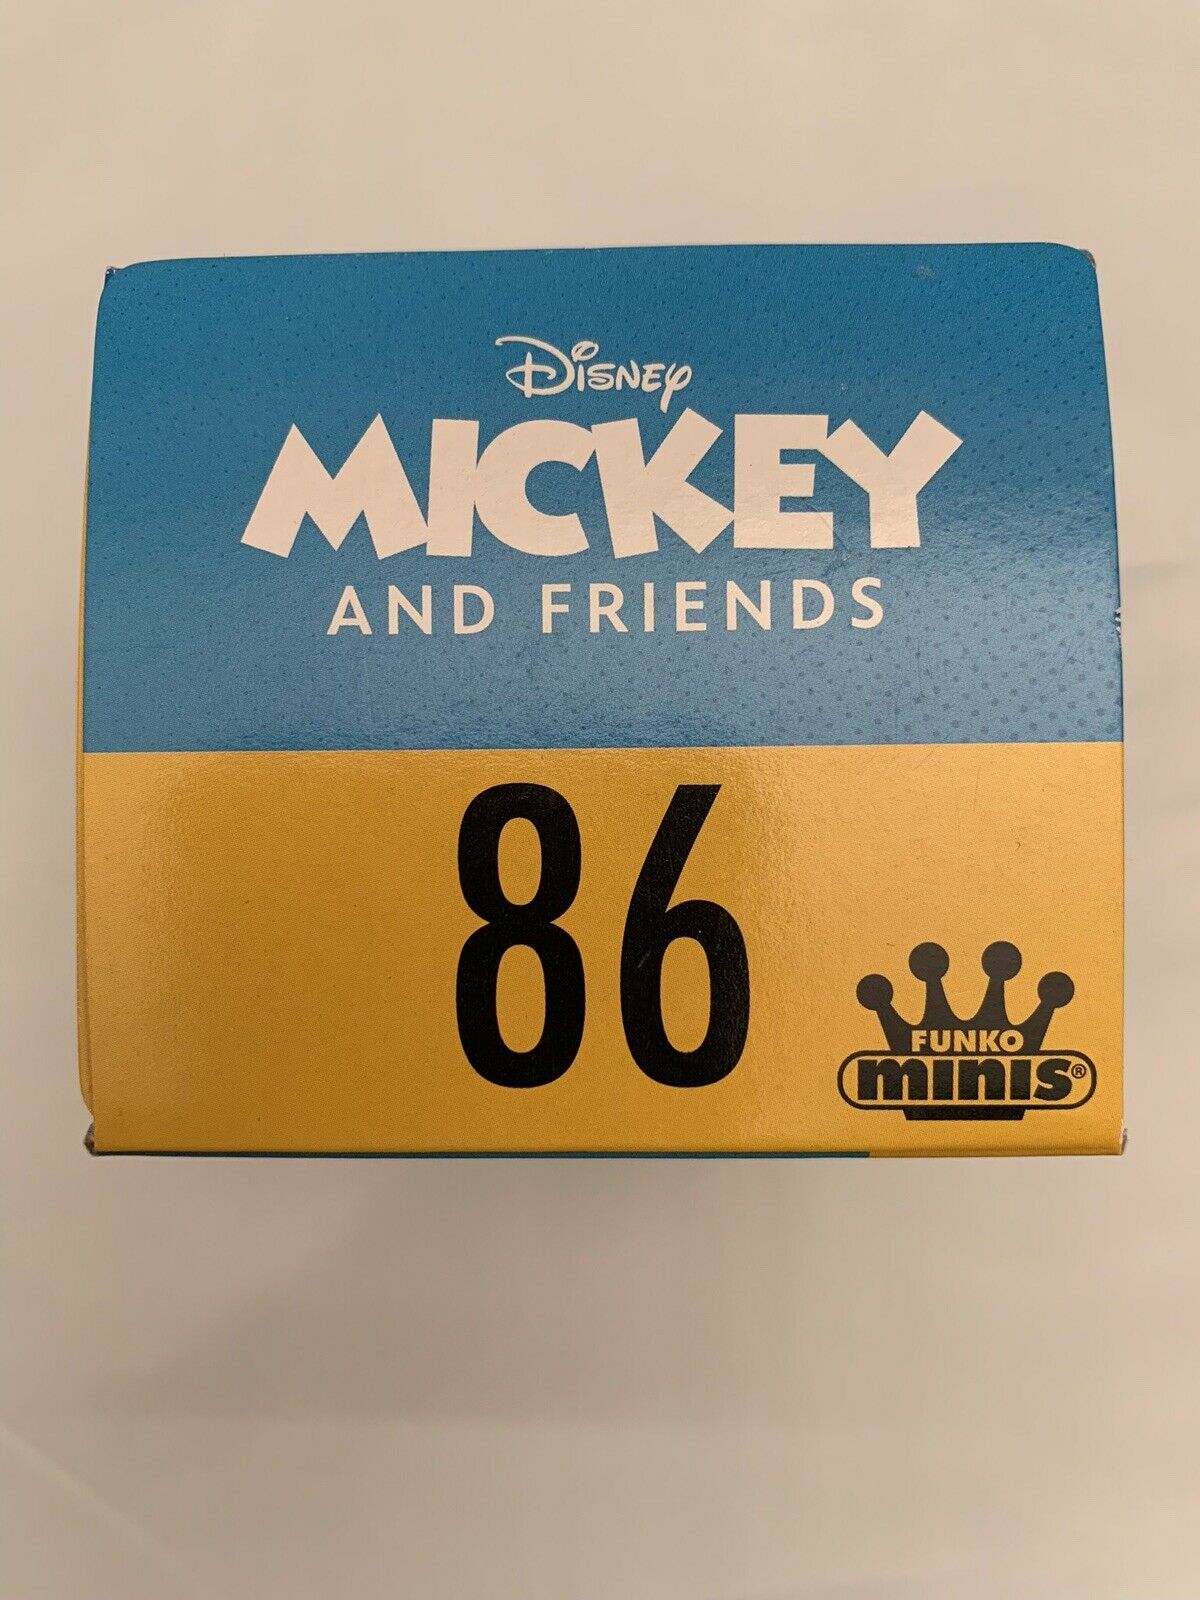 Disney
MICKEY
AND FRIENDS
86
FUNKO
minis®